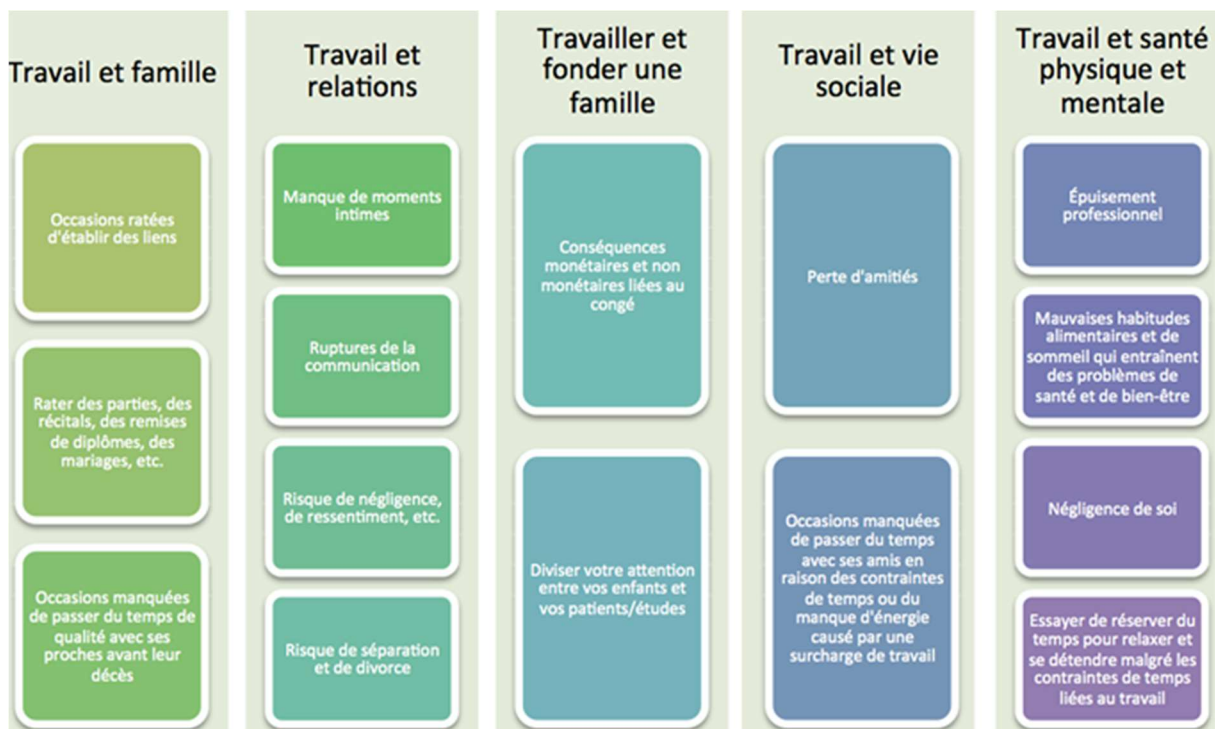 Travail et famille
Occasions ratées
d'établir des liens
Rater des parties, des
récitals, des remises
de diplômes, des
mariages, etc.
Occasions manquées
de passer du temps de
qualité avec ses
proches avant leur
décès
Travail et
relations
Manque de moments
intimes
Ruptures de la
communication
Risque de négligence,
de ressentiment, etc.
Risque de séparation
et de divorce
Travailler et
fonder une
famille
Conséquences
monétaires et non
monétaires liées au
congé
Diviser votre attention
entre vos enfants et
vos patients/études
Travail et vie
sociale
Perte d'amitiés
Occasions manquées
de passer du temps
avec ses amis en
raison des contraintes
de temps ou du
manque d'énergie
causé par une
surcharge de travail
Travail et santé
physique et
mentale
Épuisement
professionnel
Mauvaises habitudes
alimentaires et de
sommeil qui entraînent
des problèmes de
santé et de bien-être
Négligence de soi
Essayer de réserver du
temps pour relaxer et
se détendre malgré les
contraintes de temps
liées au travail